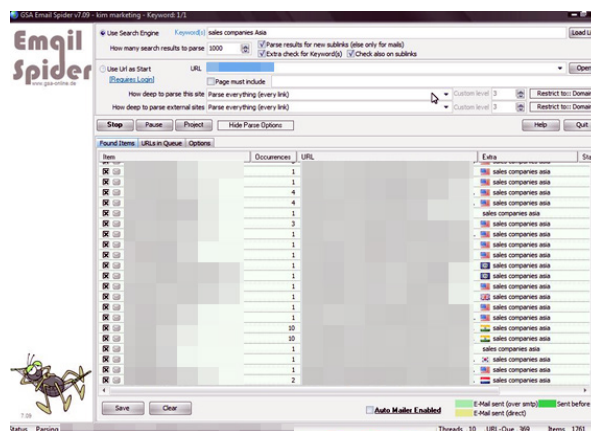 GSA Email Spider v7.09 - kim marketing - Keyword: 1/1
Email Spider
www.gsa-online.de
Use Search Engine Keyword(s) sales companies Asia Load Li
How many search results to parse 1000 Parse results for new sublinks (else only for mails)
Extra check for Keyword(s) Check also on sublinks
Use Url as Start URL Open
(Requires Login) Page must include
How deep to parse this site Parse everything (every link) Custom level 3 Restrict to: Domain
How deep to parse external sites Parse everything (every link) Custom level 3 Restrict to: Domain
Stop Pause Project Hide Parse Options Help Quit
Found Items URLs in Queue Options
Item Occurrences URL Extra Sta
1 sales companies asia
1 sales companies asia
4 sales companies asia
4 sales companies asia
1 sales companies asia
3 sales companies asia
1 sales companies asia
1 sales companies asia
1 sales companies asia
1 sales companies asia
1 sales companies asia
1 sales companies asia
1 sales companies asia
1 sales companies asia
1 sales companies asia
10 sales companies asia
10 sales companies asia
1 sales companies asia
1 sales companies asia
1 sales companies asia
2 sales companies asia
Save Clear Auto Mailer Enabled E-Mail sent (over smtp) Sent before
E-Mail sent (direct)
7.09
Status Parsing Threads 10 URL-Que 369 Items 1761